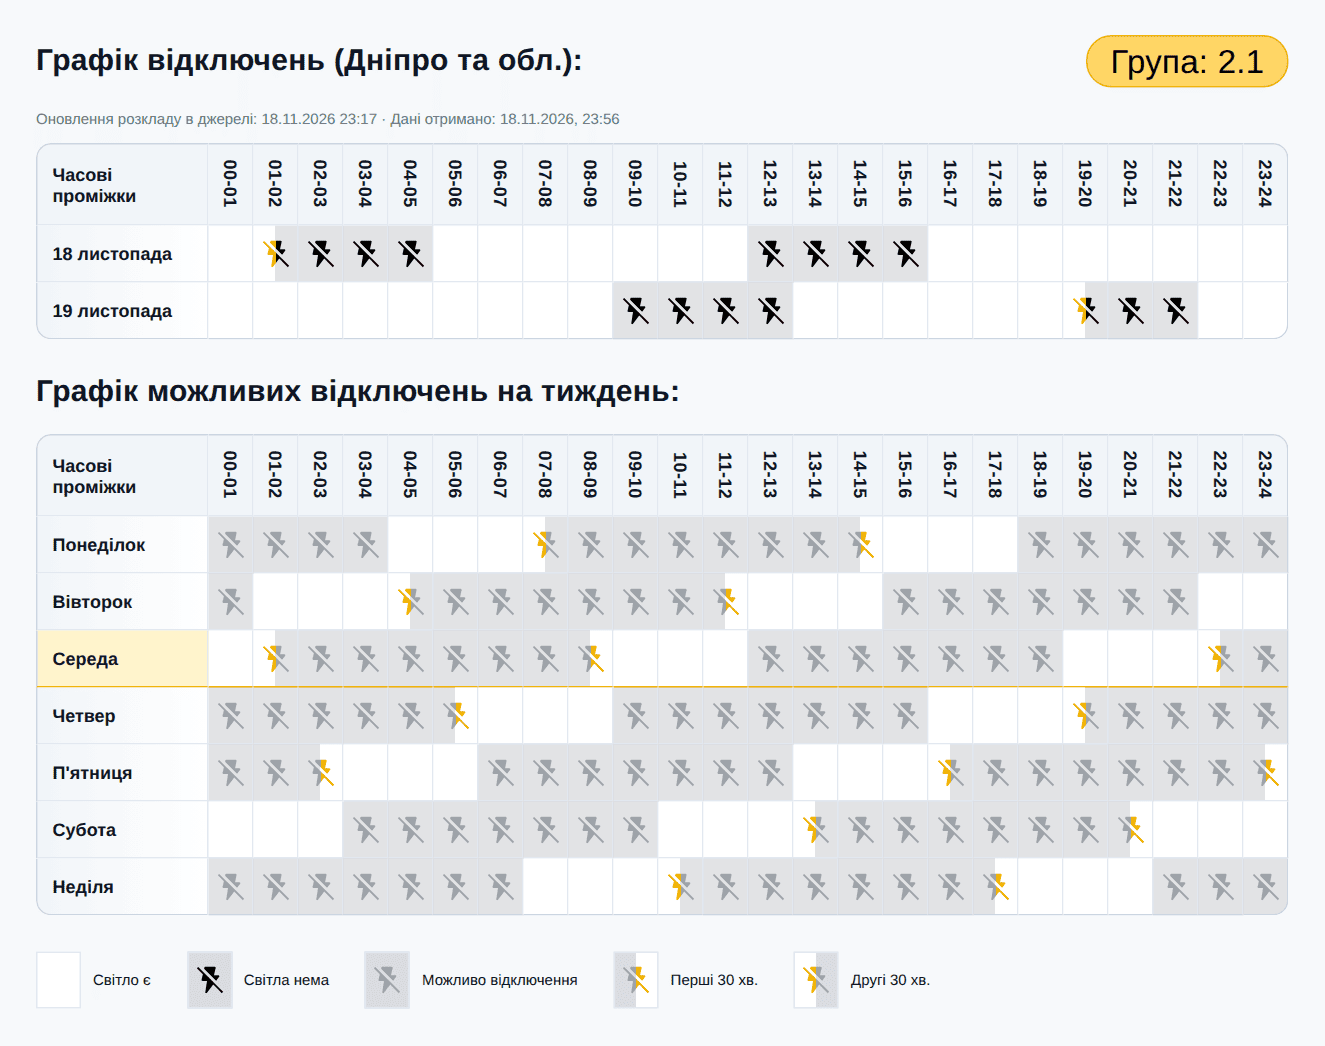 Графік відключень (Дніпро та обл.):
Група: 2.1
Оновлення розкладу в джерелі: 18.11.2026 23:17 · Дані отримано: 18.11.2026, 23:56
Часові
проміжки
00-01 01-02 02-03 03-04 04-05 05-06 06-07 07-08 08-09 09-10 10-11 11-12 12-13 13-14 14-15 15-16 16-17 17-18 18-19 19-20 20-21 21-22 22-23 23-24
18 листопада
19 листопада
Графік можливих відключень на тиждень:
Часові
проміжки
00-01 01-02 02-03 03-04 04-05 05-06 06-07 07-08 08-09 09-10 10-11 11-12 12-13 13-14 14-15 15-16 16-17 17-18 18-19 19-20 20-21 21-22 22-23 23-24
Понеділок
Вівторок
Середа
Четвер
П'ятниця
Субота
Неділя
Світло є Світла нема Можливо відключення Перші 30 хв. Другі 30 хв.